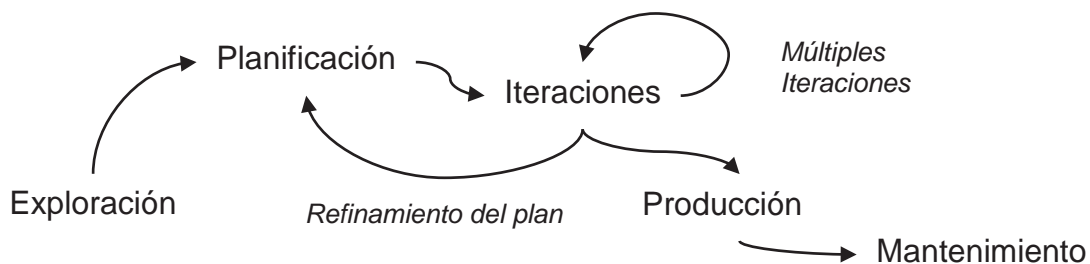 Planificación
Múltiples
Iteraciones
Iteraciones
Exploración
Refinamiento del plan
Producción
Mantenimiento